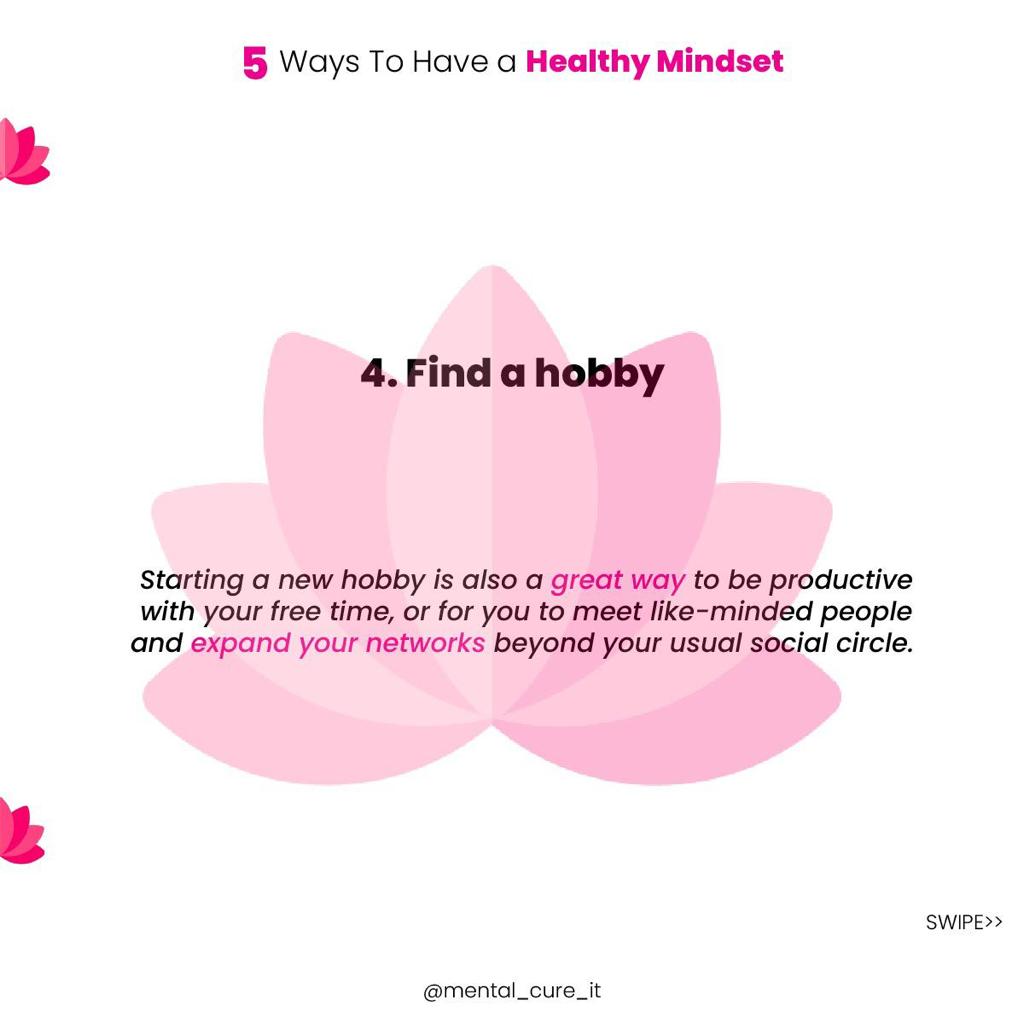 5 Ways To Have a Healthy Mindset
4. Find a hobby
Starting a new hobby is also a great way to be productive
with your free time, or for you to meet like-minded people
and expand your networks beyond your usual social circle.
SWIPE>>
@mental_cure_it